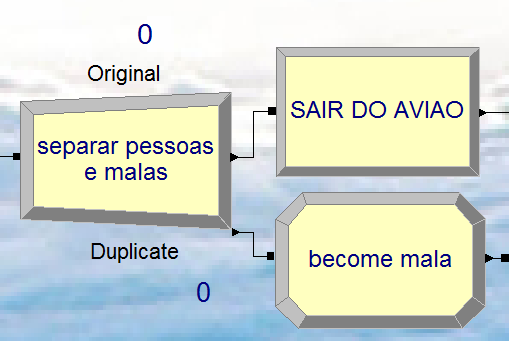 0
Original
separar pessoas
e malas
SAIR DO AVIAO
Duplicate
0
become mala